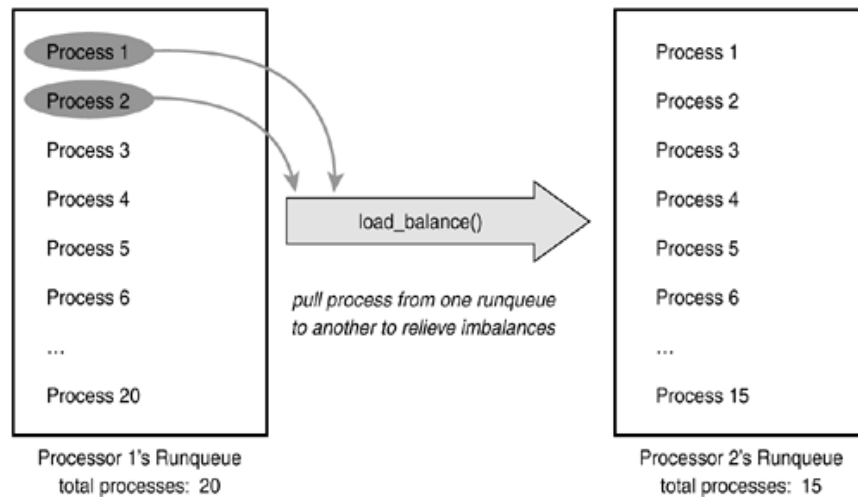 Process 1
Process 2
Process 3
Process 4
Process 5
Process 6
...
Process 20
Processor 1's Runqueue
total processes: 20
load_balance()
pull process from one runqueue
to another to relieve imbalances
Process 1
Process 2
Process 3
Process 4
Process 5
Process 6
...
Process 15
Processor 2's Runqueue
total processes: 15